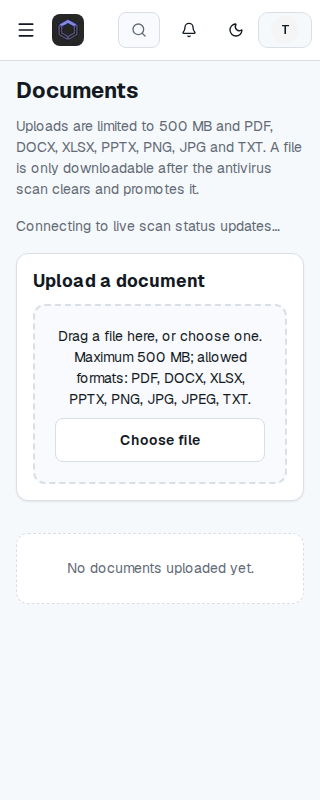 T
Documents
Uploads are limited to 500 MB and PDF,
DOCX, XLSX, PPTX, PNG, JPG and TXT. A file
is only downloadable after the antivirus
scan clears and promotes it.
Connecting to live scan status updates…
Upload a document
Drag a file here, or choose one.
Maximum 500 MB; allowed
formats: PDF, DOCX, XLSX,
PPTX, PNG, JPG, JPEG, TXT.
Choose file
No documents uploaded yet.